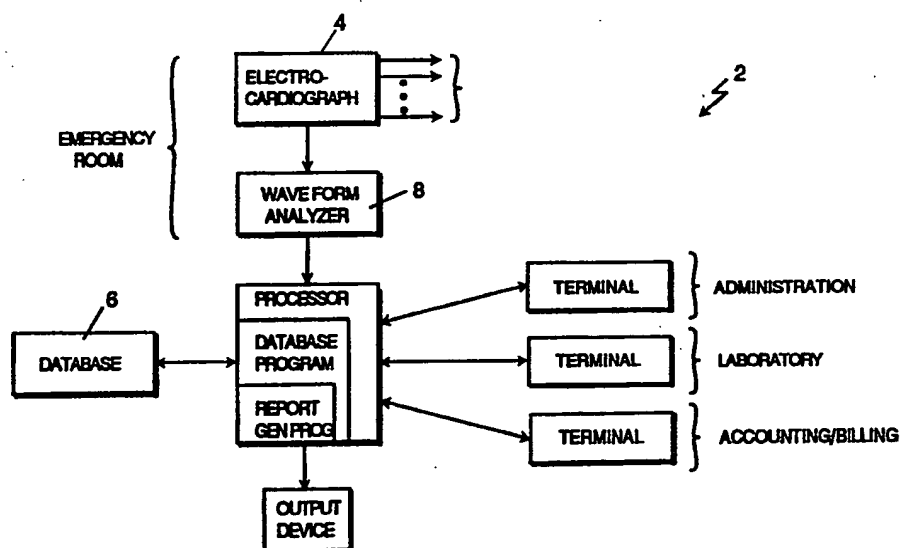 4
ELECTRO-
CARDIOGRAPH
2
EMERGENCY
ROOM
WAVE FORM
ANALYZER
8
PROCESSOR
DATABASE
PROGRAM
REPORT
GEN PROG
6
DATABASE
TERMINAL
ADMINISTRATION
TERMINAL
LABORATORY
TERMINAL
ACCOUNTING/BILLING
OUTPUT
DEVICE